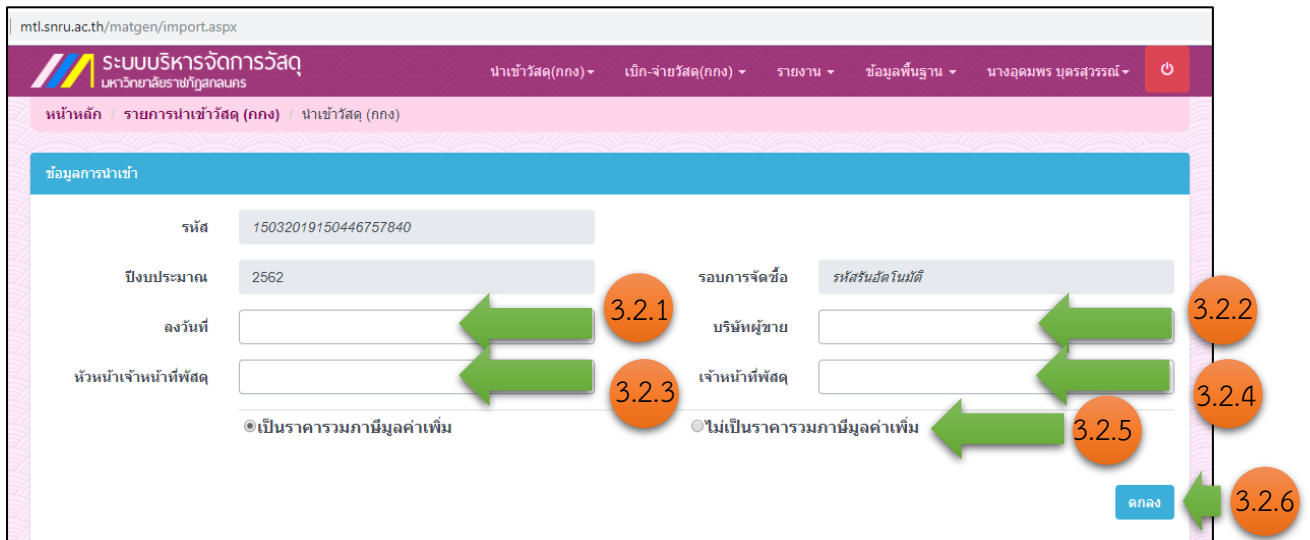 mtl.snru.ac.th/matgen/import.aspx
ระบบบริหารจัดการวัสดุ
มหาวิทยาลัยราชภัฏสกลนคร
นำเข้าวัสดุ(กกง) เบิก-จ่ายวัสดุ(กกง) รายงาน ข้อมูลพื้นฐาน นางอุดมพร บุตรสุวรรณ์
หน้าหลัก / รายการนำเข้าวัสดุ (กกง) / นำเข้าวัสดุ (กกง)
ข้อมูลการนำเข้า
รหัส 15032019150446757840
ปีงบประมาณ 2562 รอบการจัดซื้อ รหัสรันอัตโนมัติ
ลงวันที่ 3.2.1 บริษัทผู้ขาย 3.2.2
หัวหน้าเจ้าหน้าที่พัสดุ 3.2.3 เจ้าหน้าที่พัสดุ 3.2.4
เป็นราคารวมภาษีมูลค่าเพิ่ม ไม่เป็นราคารวมภาษีมูลค่าเพิ่ม 3.2.5
ตกลง 3.2.6